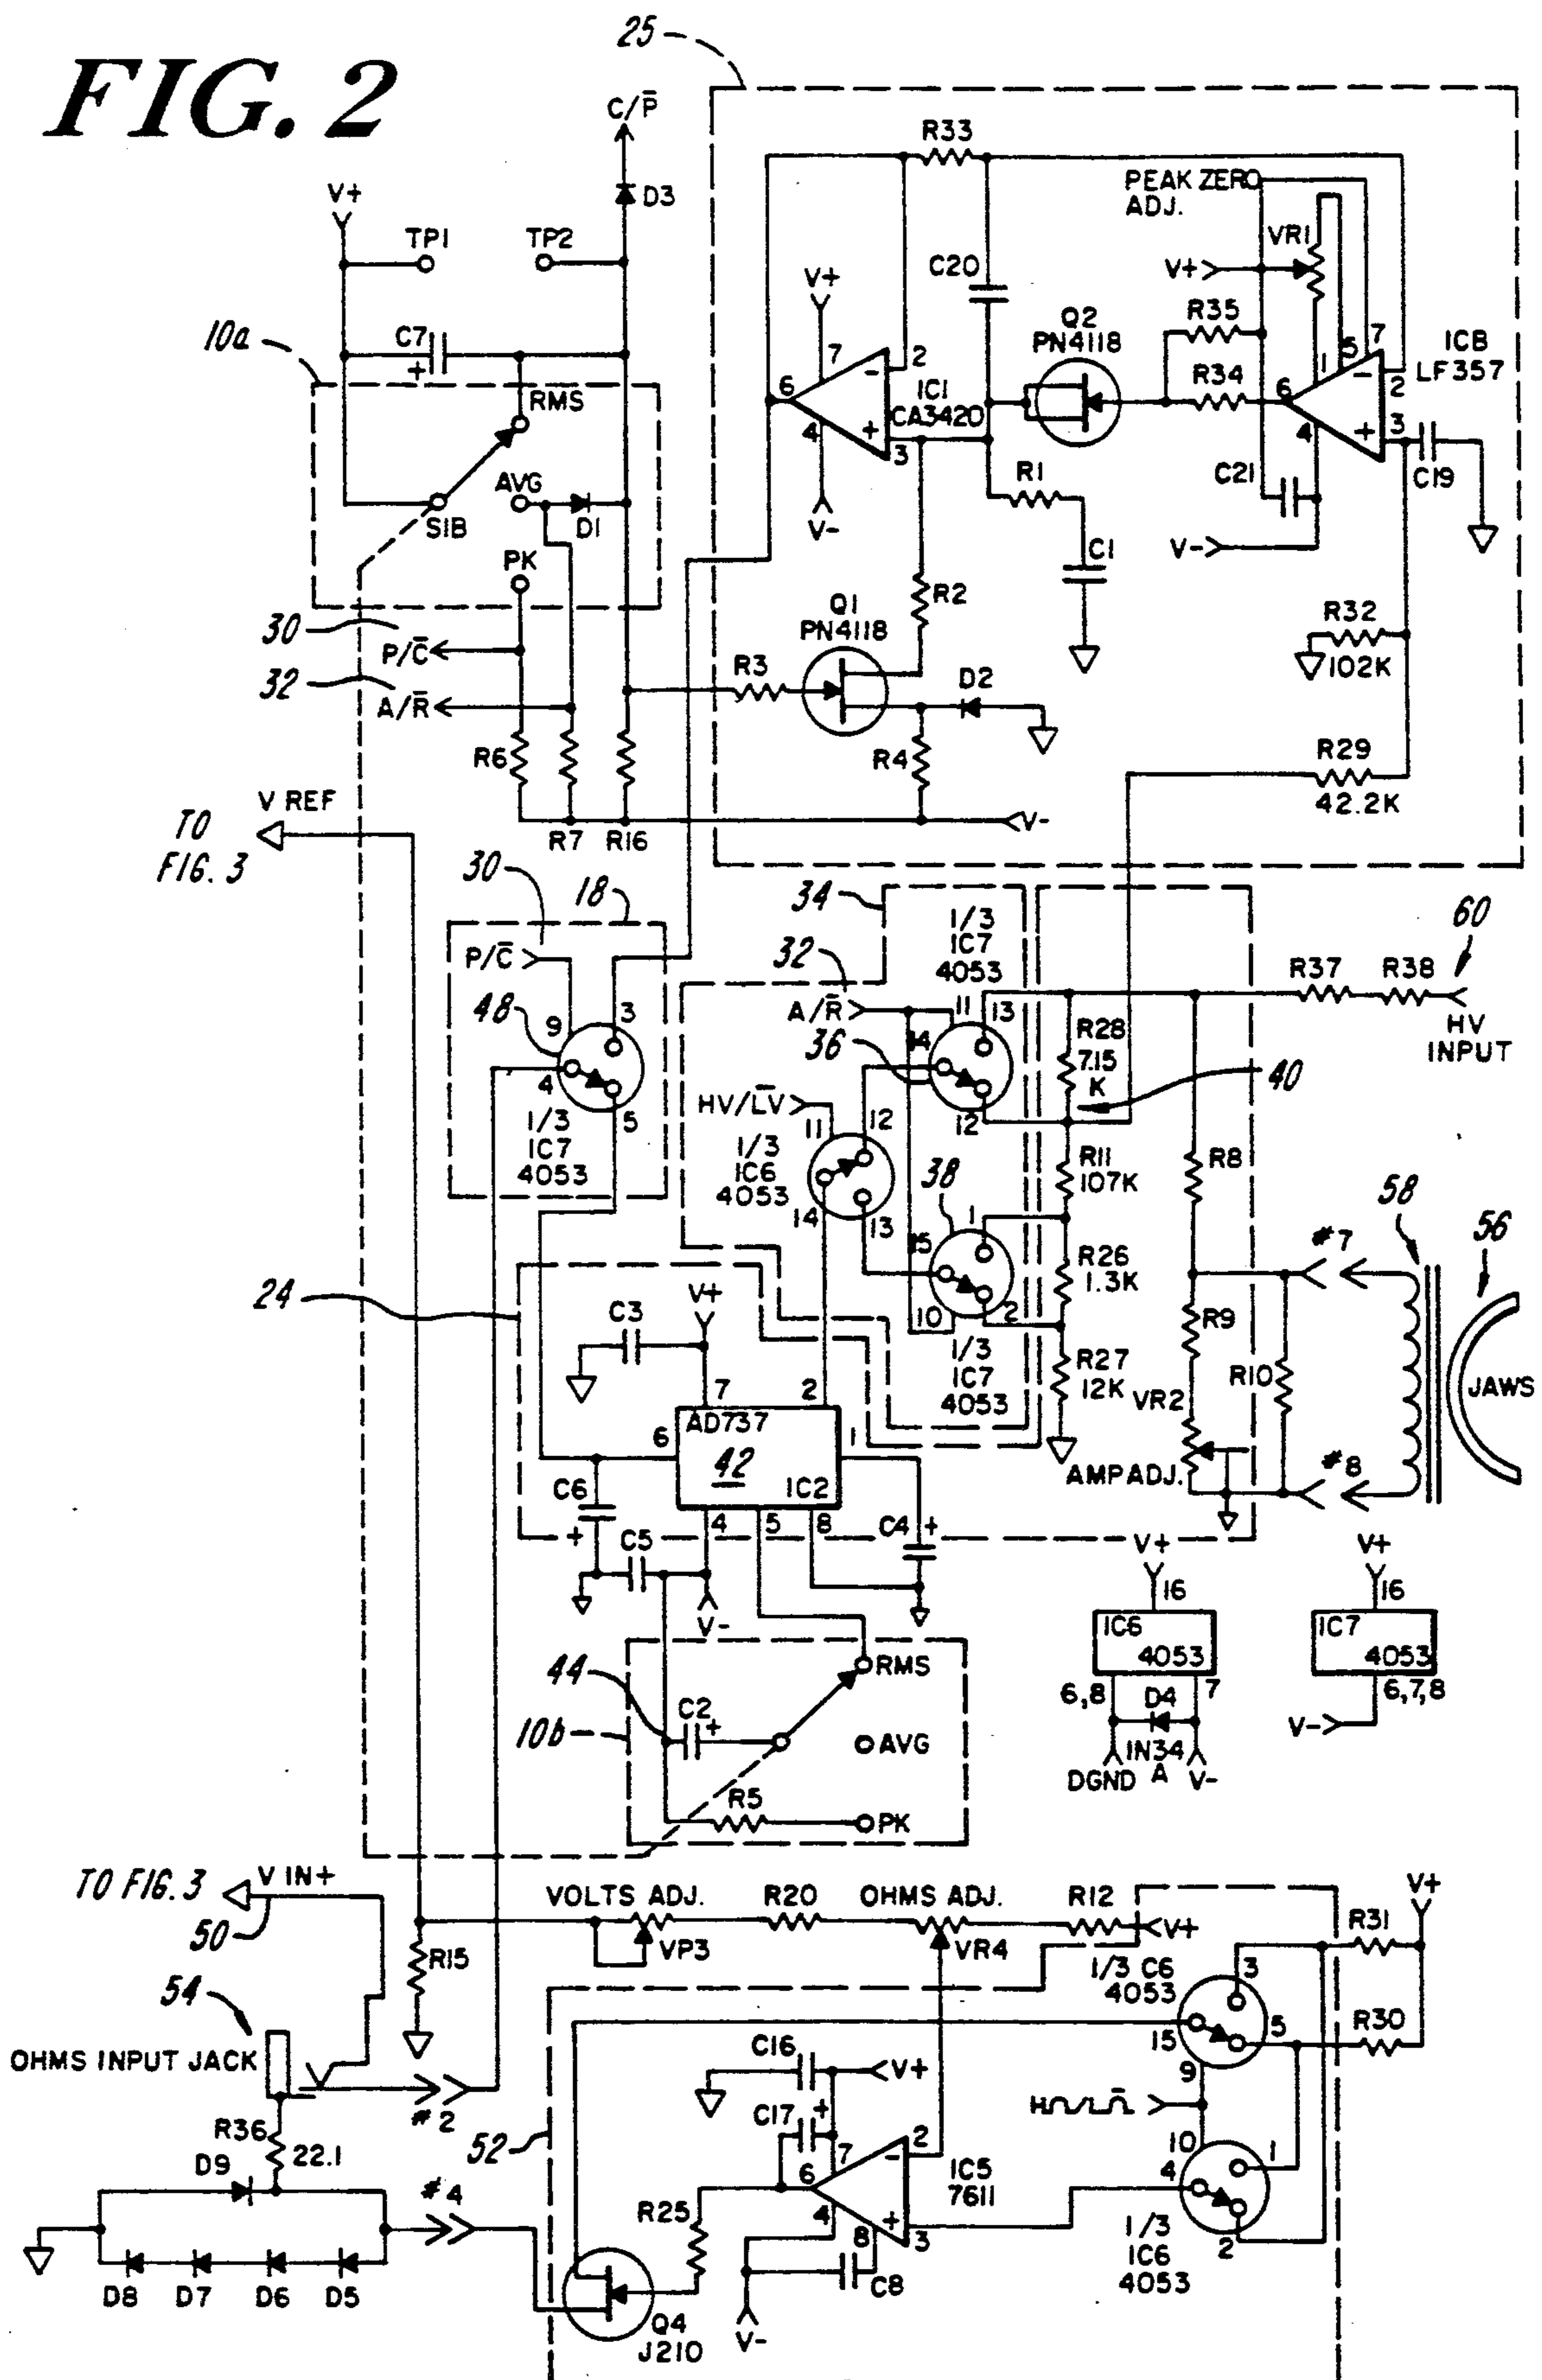 FIG. 2
25
C/P̅
R33
V+
D3
PEAK ZERO
ADJ.
TP1
TP2
VR1
V+
C20
V+
10a
C7
+
Q2
PN4118
R35
7
5
1
ICB
LF357
RMS
6
7
-
2
IC1
CA3420
R34
6
-
2
4
+
3
4
+
3
R1
C21
C19
AVG
D1
S1B
V-
V-
PK
C1
R2
Q1
PN4118
R32
102K
30
P/C̅
32
A/R̅
R3
D2
R6
R4
R29
42.2K
V REF
TO
FIG. 3
R7
R16
V-
30
18
34
1/3
IC7
4053
60
P/C̅
32
R37
R38
A/R̅
11
13
HV
INPUT
48
9
3
14
36
R28
7.15
K
40
4
HV/L̅V̅
11
12
12
1/3
IC7
4053
5
1/3
IC6
4053
R11
107K
R8
38
58
14
13
1
#7
56
15
R26
1.3K
24
V+
C3
10
2
R9
1/3
IC7
4053
R27
12K
R10
JAWS
7
2
VR2
AD737
6
42
1
IC2
AMP ADJ.
#8
C6
+
4
5
8
C4
+
C5
V+
V+
16
16
V-
IC6
4053
IC7
4053
44
RMS
6,8
D4
7
6,7,8
10b
C2
+
AVG
V-
IN34
A
DGND
V-
R5
PK
TO FIG. 3
V IN+
VOLTS ADJ.
R20
OHMS ADJ.
R12
V+
V+
50
R15
VP3
VR4
R31
1/3 C6
4053
3
54
OHMS INPUT JACK
C16
V+
15
5
R30
9
#2
HΩ/LΩ̅
R36
22.1
52
C17
+
7
-
2
10
1
D9
6
IC5
7611
4
#4
R25
4
8
+
3
1/3
IC6
4053
2
D8
D7
D6
D5
C8
Q4
J210
V-